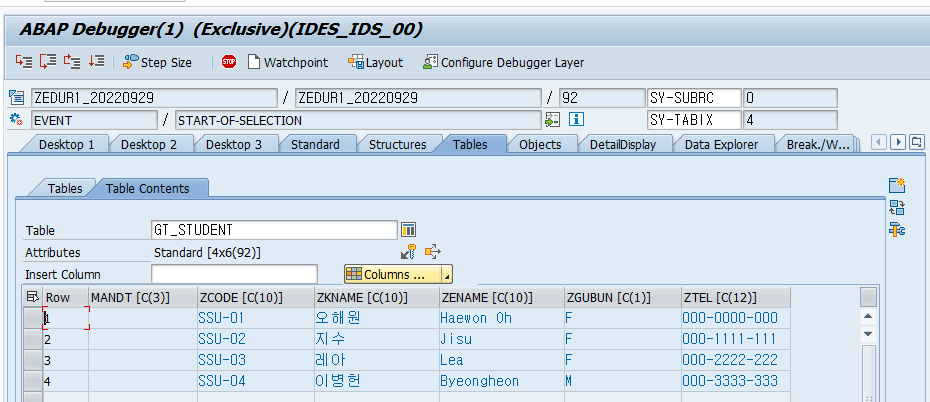 ABAP Debugger(1) (Exclusive)(IDES_IDS_00)
Step Size STOP Watchpoint Layout Configure Debugger Layer
ZEDUR1_20220929 / ZEDUR1_20220929 / 92 SY-SUBRC 0
EVENT / START-OF-SELECTION SY-TABIX 4
Desktop 1 Desktop 2 Desktop 3 Standard Structures Tables Objects DetailDisplay Data Explorer Break./W...
Tables Table Contents
Table GT_STUDENT
Attributes Standard [4x6(92)]
Insert Column Columns ...
Row MANDT [C(3)] ZCODE [C(10)] ZKNAME [C(10)] ZENAME [C(10)] ZGUBUN [C(1)] ZTEL [C(12)]
1 SSU-01 오해원 Haewon Oh F 000-0000-000
2 SSU-02 지수 Jisu F 000-1111-111
3 SSU-03 레아 Lea F 000-2222-222
4 SSU-04 이병헌 Byeongheon M 000-3333-333